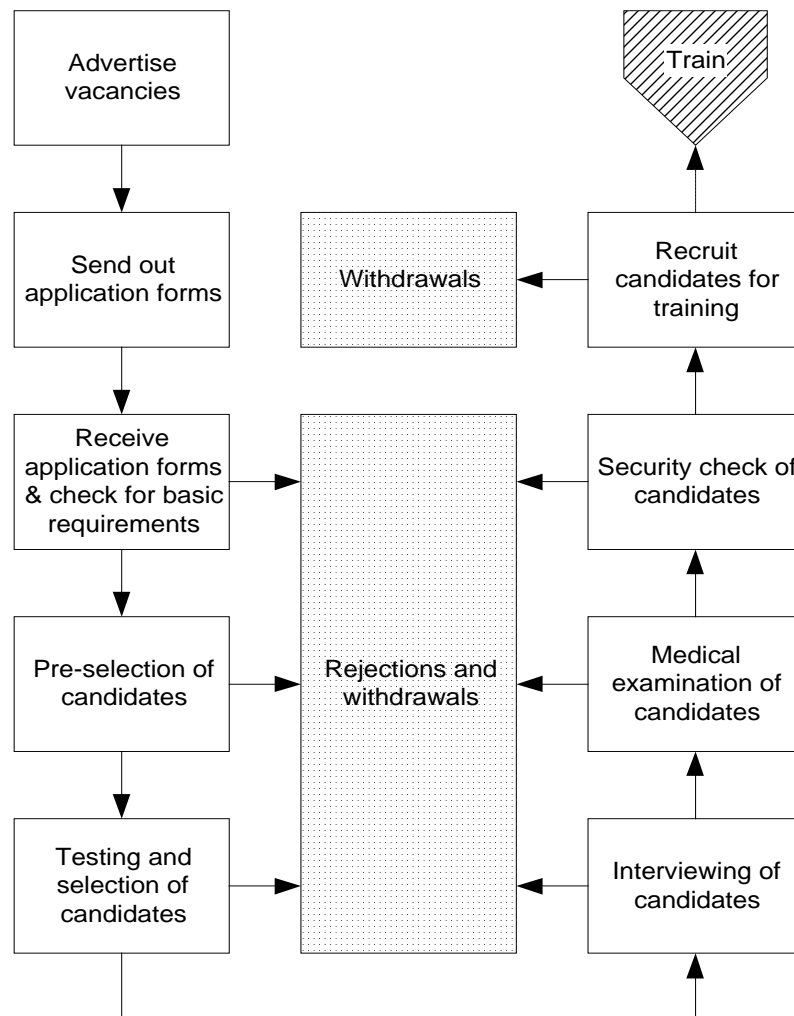 Advertise
vacancies
Send out
application forms
Receive
application forms
& check for basic
requirements
Pre-selection of
candidates
Testing and
selection of
candidates
Withdrawals
Rejections and
withdrawals
Train
Recruit
candidates for
training
Security check of
candidates
Medical
examination of
candidates
Interviewing of
candidates